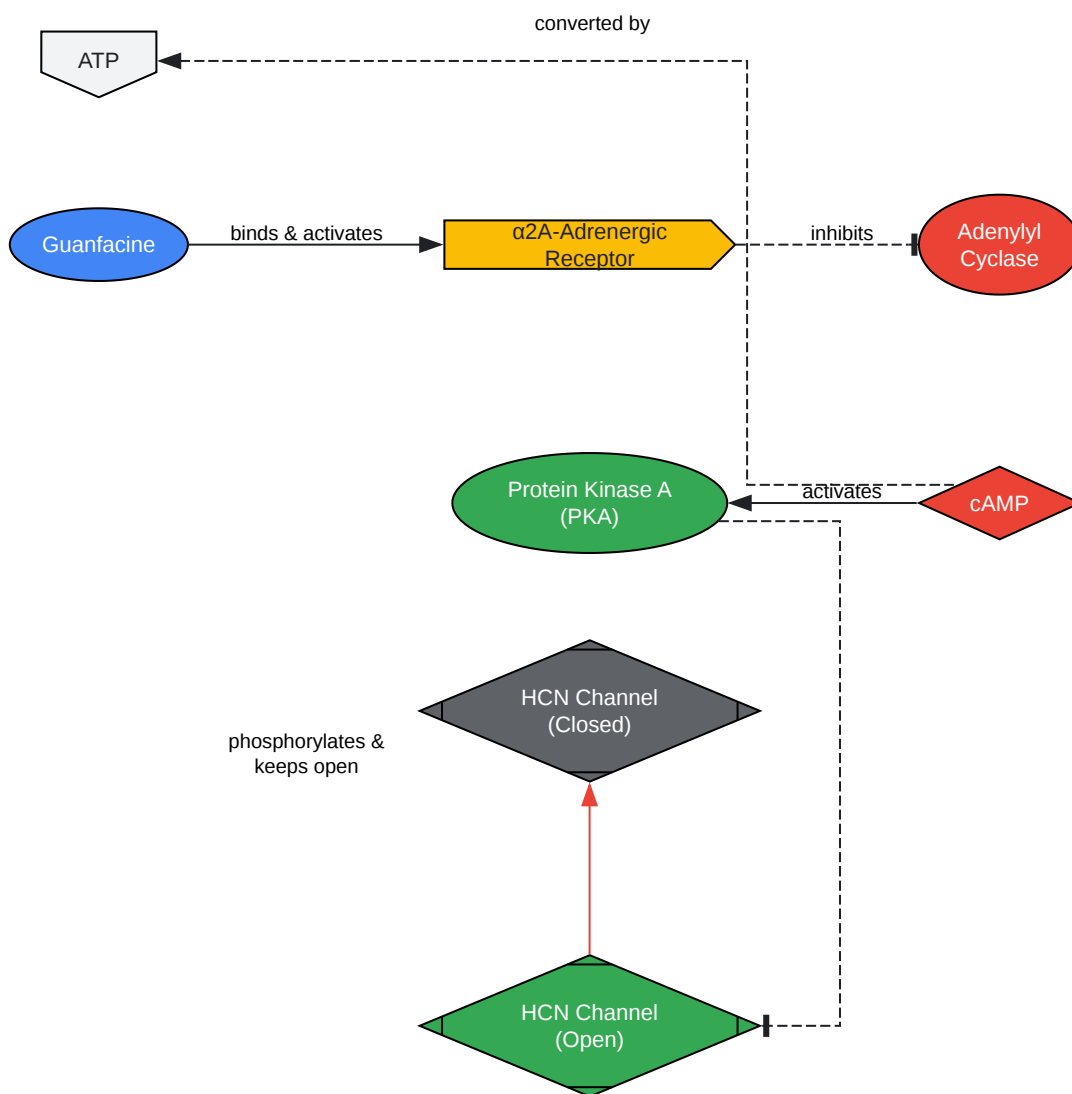 converted by
ATP
Guanfacine
binds & activates
α2A-Adrenergic
Receptor
inhibits
Adenylyl
Cyclase
Protein Kinase A
(PKA)
activates
cAMP
HCN Channel
(Closed)
phosphorylates &
keeps open
HCN Channel
(Open)